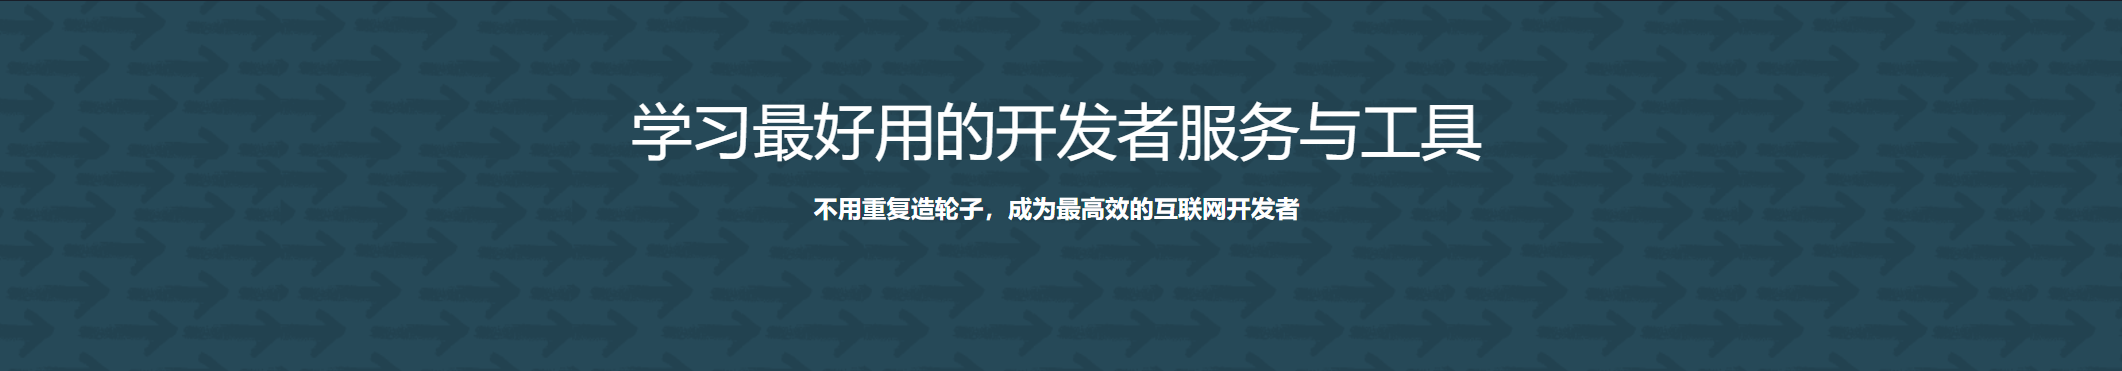 学习最好用的开发者服务与工具
不用重复造轮子，成为最高效的互联网开发者